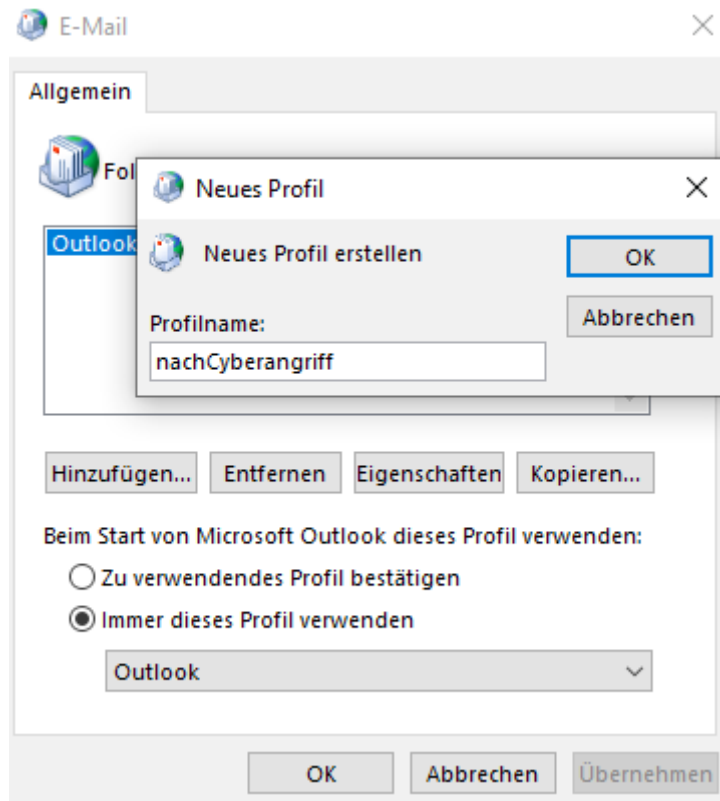 E-Mail
Allgemein
Fol
Neues Profil
Outlook
Neues Profil erstellen
OK
Profilname:
Abbrechen
nachCyberangriff
Hinzufügen...
Entfernen
Eigenschaften
Kopieren...
Beim Start von Microsoft Outlook dieses Profil verwenden:
Zu verwendendes Profil bestätigen
Immer dieses Profil verwenden
Outlook
OK
Abbrechen
Übernehmen